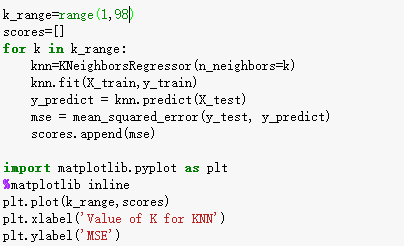 k_range=range(1,98)
scores=[]
for k in k_range:
    knn=KNeighborsRegressor(n_neighbors=k)
    knn.fit(X_train,y_train)
    y_predict = knn.predict(X_test)
    mse = mean_squared_error(y_test, y_predict)
    scores.append(mse)

import matplotlib.pyplot as plt
%matplotlib inline
plt.plot(k_range,scores)
plt.xlabel('Value of K for KNN')
plt.ylabel('MSE')